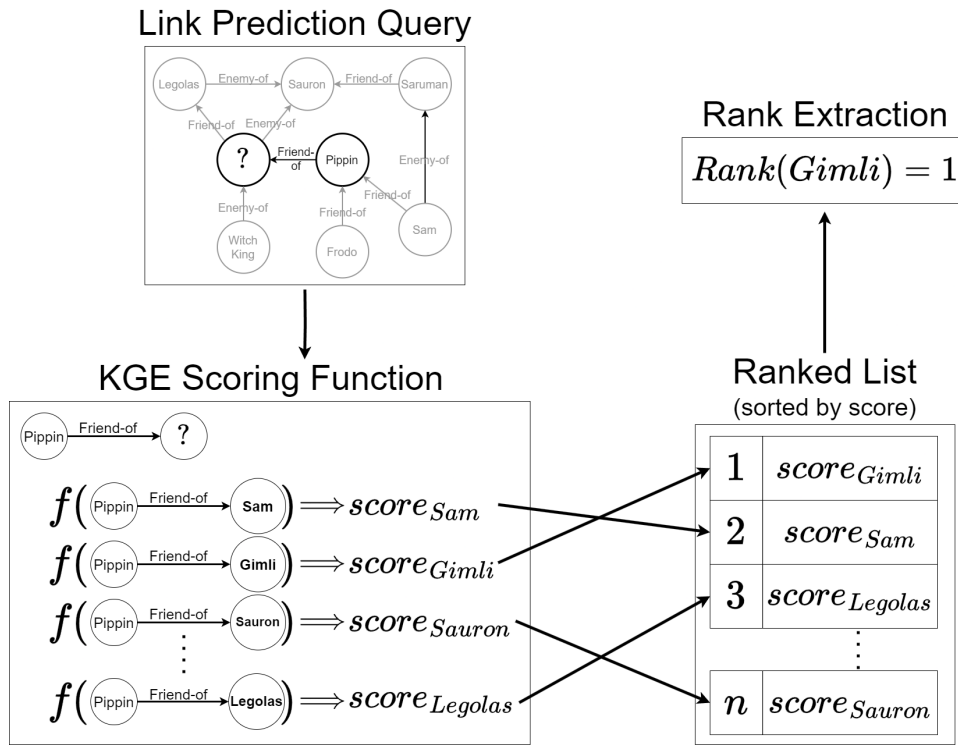 Link Prediction Query
Legolas
Enemy-of
Sauron
Friend-of
Saruman
Friend-of
Enemy-of
?
Friend-
of
Pippin
Enemy-of
Enemy-of
Friend-of
Friend-of
Witch
King
Frodo
Sam
Rank Extraction
Rank(Gimli) = 1
KGE Scoring Function
Pippin
Friend-of
?
f( Pippin Friend-of Sam ) ⟹ score_Sam
f( Pippin Friend-of Gimli ) ⟹ score_Gimli
f( Pippin Friend-of Sauron ) ⟹ score_Sauron
f( Pippin Friend-of Legolas ) ⟹ score_Legolas
Ranked List
(sorted by score)
1 score_Gimli
2 score_Sam
3 score_Legolas
n score_Sauron